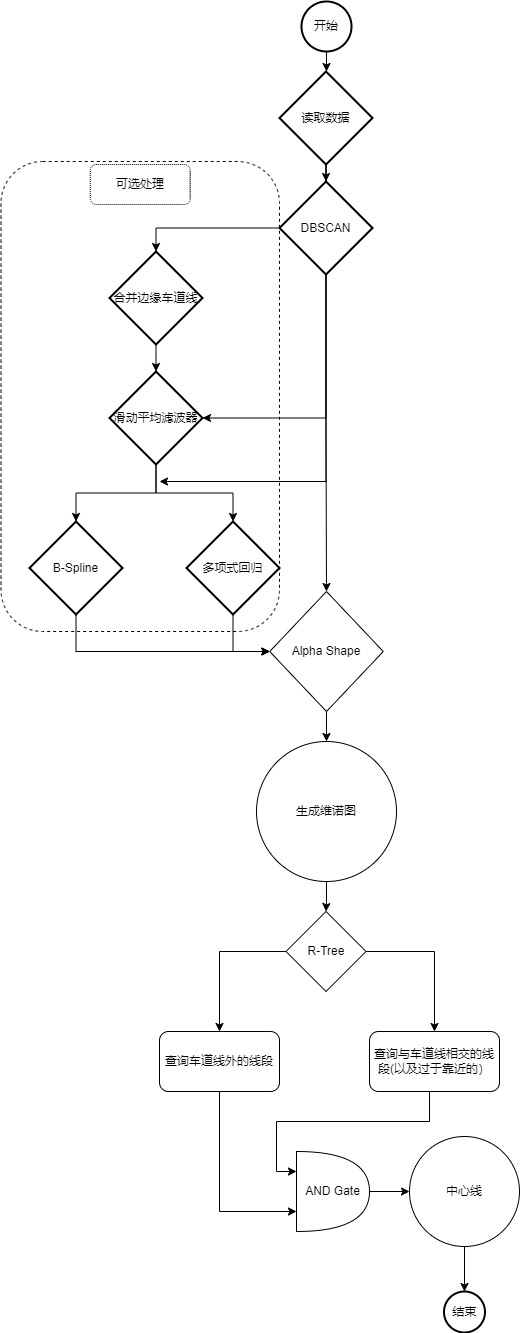 开始
读取数据
可选处理
DBSCAN
合并边缘车道线
滑动平均滤波器
B-Spline
多项式回归
Alpha Shape
生成维诺图
R-Tree
查询车道线外的线段
查询与车道线相交的线
段(以及过于靠近的）
AND Gate
中心线
结束